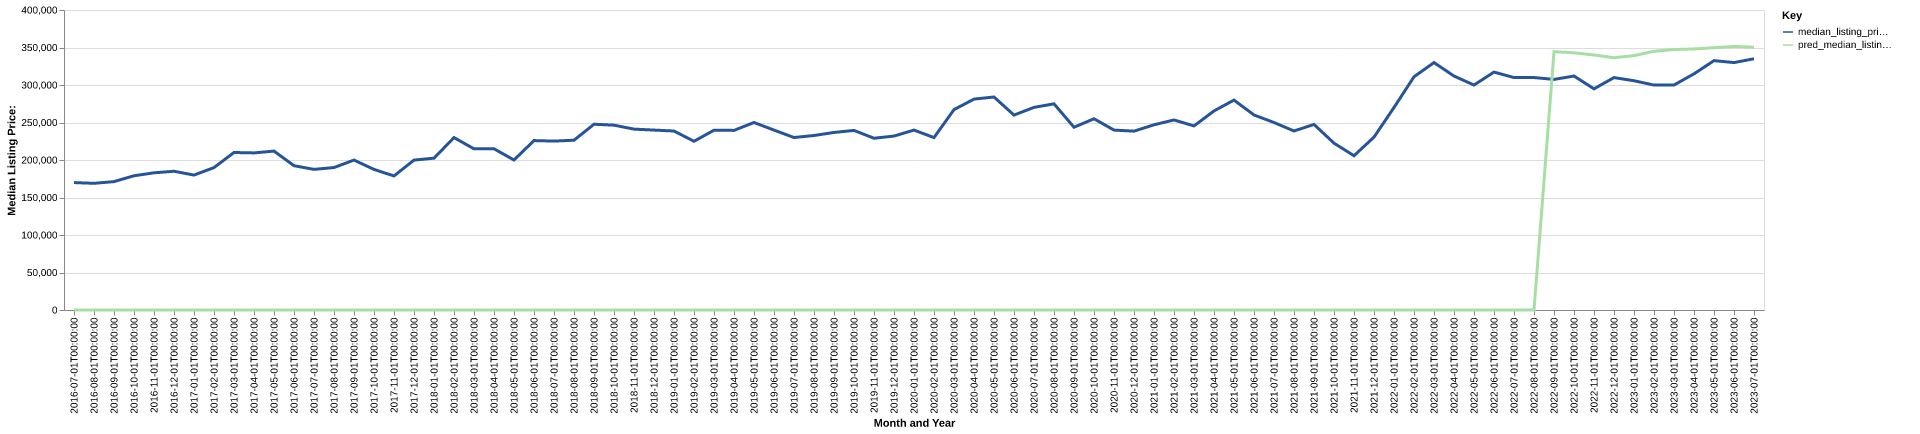 400,000
350,000
300,000
250,000
200,000
150,000
100,000
50,000
0
Median Listing Price:
2016-07-01T00:00:00
2016-08-01T00:00:00
2016-09-01T00:00:00
2016-10-01T00:00:00
2016-11-01T00:00:00
2016-12-01T00:00:00
2017-01-01T00:00:00
2017-02-01T00:00:00
2017-03-01T00:00:00
2017-04-01T00:00:00
2017-05-01T00:00:00
2017-06-01T00:00:00
2017-07-01T00:00:00
2017-08-01T00:00:00
2017-09-01T00:00:00
2017-10-01T00:00:00
2017-11-01T00:00:00
2017-12-01T00:00:00
2018-01-01T00:00:00
2018-02-01T00:00:00
2018-03-01T00:00:00
2018-04-01T00:00:00
2018-05-01T00:00:00
2018-06-01T00:00:00
2018-07-01T00:00:00
2018-08-01T00:00:00
2018-09-01T00:00:00
2018-10-01T00:00:00
2018-11-01T00:00:00
2018-12-01T00:00:00
2019-01-01T00:00:00
2019-02-01T00:00:00
2019-03-01T00:00:00
2019-04-01T00:00:00
2019-05-01T00:00:00
2019-06-01T00:00:00
2019-07-01T00:00:00
2019-08-01T00:00:00
2019-09-01T00:00:00
2019-10-01T00:00:00
2019-11-01T00:00:00
2019-12-01T00:00:00
2020-01-01T00:00:00
2020-02-01T00:00:00
2020-03-01T00:00:00
2020-04-01T00:00:00
2020-05-01T00:00:00
2020-06-01T00:00:00
2020-07-01T00:00:00
2020-08-01T00:00:00
2020-09-01T00:00:00
2020-10-01T00:00:00
2020-11-01T00:00:00
2020-12-01T00:00:00
2021-01-01T00:00:00
2021-02-01T00:00:00
2021-03-01T00:00:00
2021-04-01T00:00:00
2021-05-01T00:00:00
2021-06-01T00:00:00
2021-07-01T00:00:00
2021-08-01T00:00:00
2021-09-01T00:00:00
2021-10-01T00:00:00
2021-11-01T00:00:00
2021-12-01T00:00:00
2022-01-01T00:00:00
2022-02-01T00:00:00
2022-03-01T00:00:00
2022-04-01T00:00:00
2022-05-01T00:00:00
2022-06-01T00:00:00
2022-07-01T00:00:00
2022-08-01T00:00:00
2022-09-01T00:00:00
2022-10-01T00:00:00
2022-11-01T00:00:00
2022-12-01T00:00:00
2023-01-01T00:00:00
2023-02-01T00:00:00
2023-03-01T00:00:00
2023-04-01T00:00:00
2023-05-01T00:00:00
2023-06-01T00:00:00
2023-07-01T00:00:00
Month and Year
Key
median_listing_pri…
pred_median_listin…